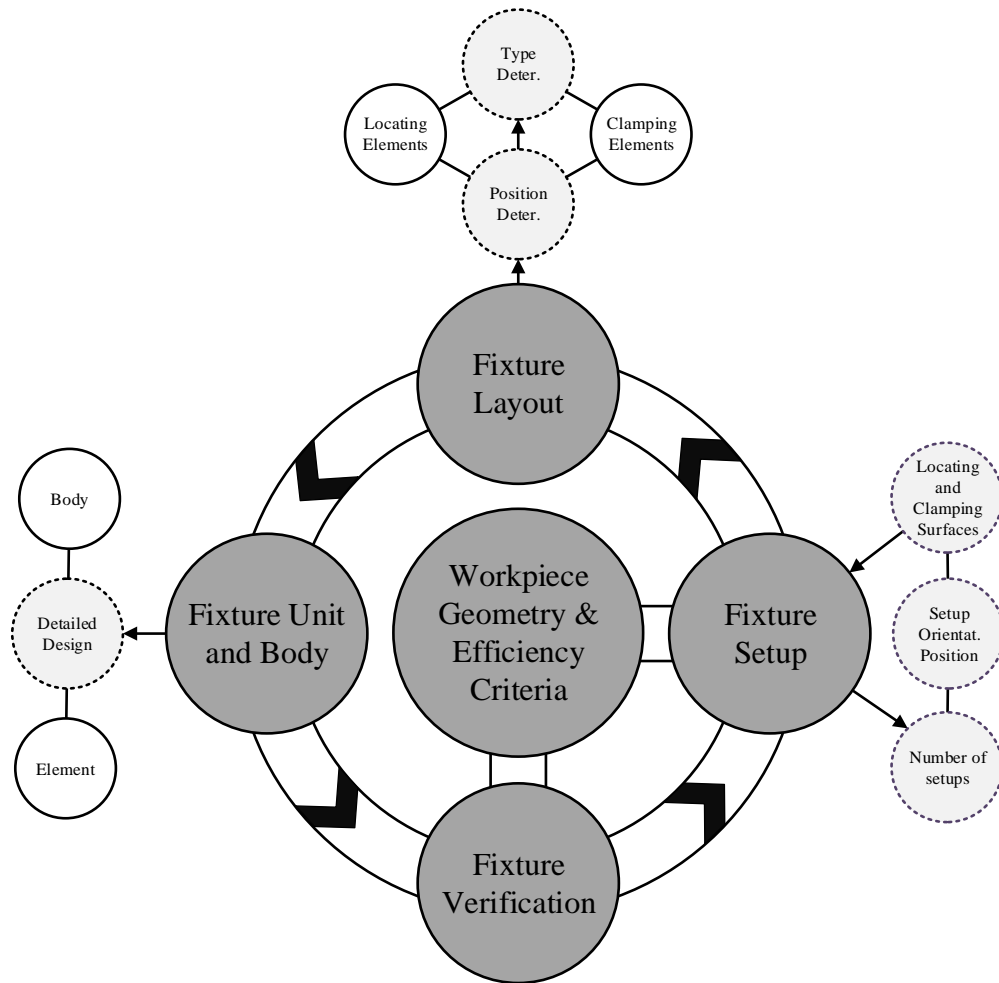 Type
Deter.
Locating
Elements
Clamping
Elements
Position
Deter.
Fixture
Layout
Body
Detailed
Design
Element
Fixture Unit
and Body
Workpiece
Geometry &
Efficiency
Criteria
Fixture
Setup
Locating
and
Clamping
Surfaces
Setup
Orientat.
Position
Number of
setups
Fixture
Verification